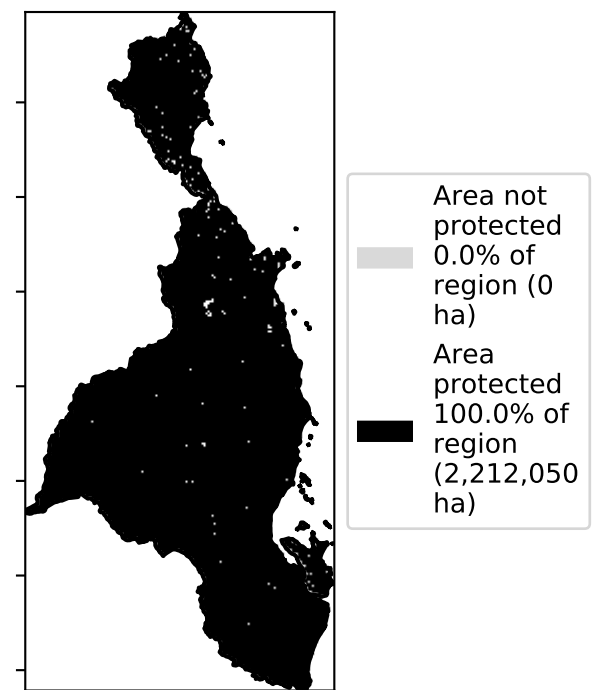 Area not
protected
0.0% of
region (0
ha)
Area
protected
100.0% of
region
(2,212,050
ha)